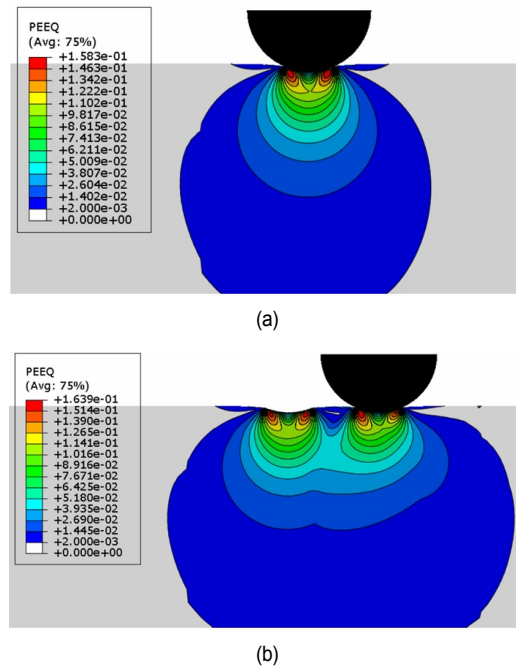 PEEQ
(Avg: 75%)
+1.583e-01
+1.463e-01
+1.342e-01
+1.222e-01
+1.102e-01
+9.817e-02
+8.615e-02
+7.413e-02
+6.211e-02
+5.009e-02
+3.807e-02
+2.604e-02
+1.402e-02
+2.000e-03
+0.000e+00
(a)
PEEQ
(Avg: 75%)
+1.639e-01
+1.514e-01
+1.390e-01
+1.265e-01
+1.141e-01
+1.016e-01
+8.916e-02
+7.671e-02
+6.425e-02
+5.180e-02
+3.935e-02
+2.690e-02
+1.445e-02
+2.000e-03
+0.000e+00
(b)